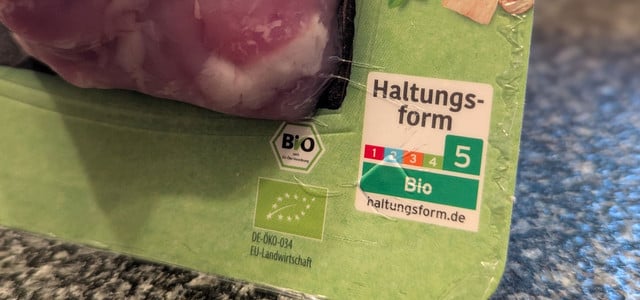 Haltungs-
form
1 2 3 4 5
Bio
haltungsform.de
BiO
DE-ÖKO-034
EU-Landwirtschaft